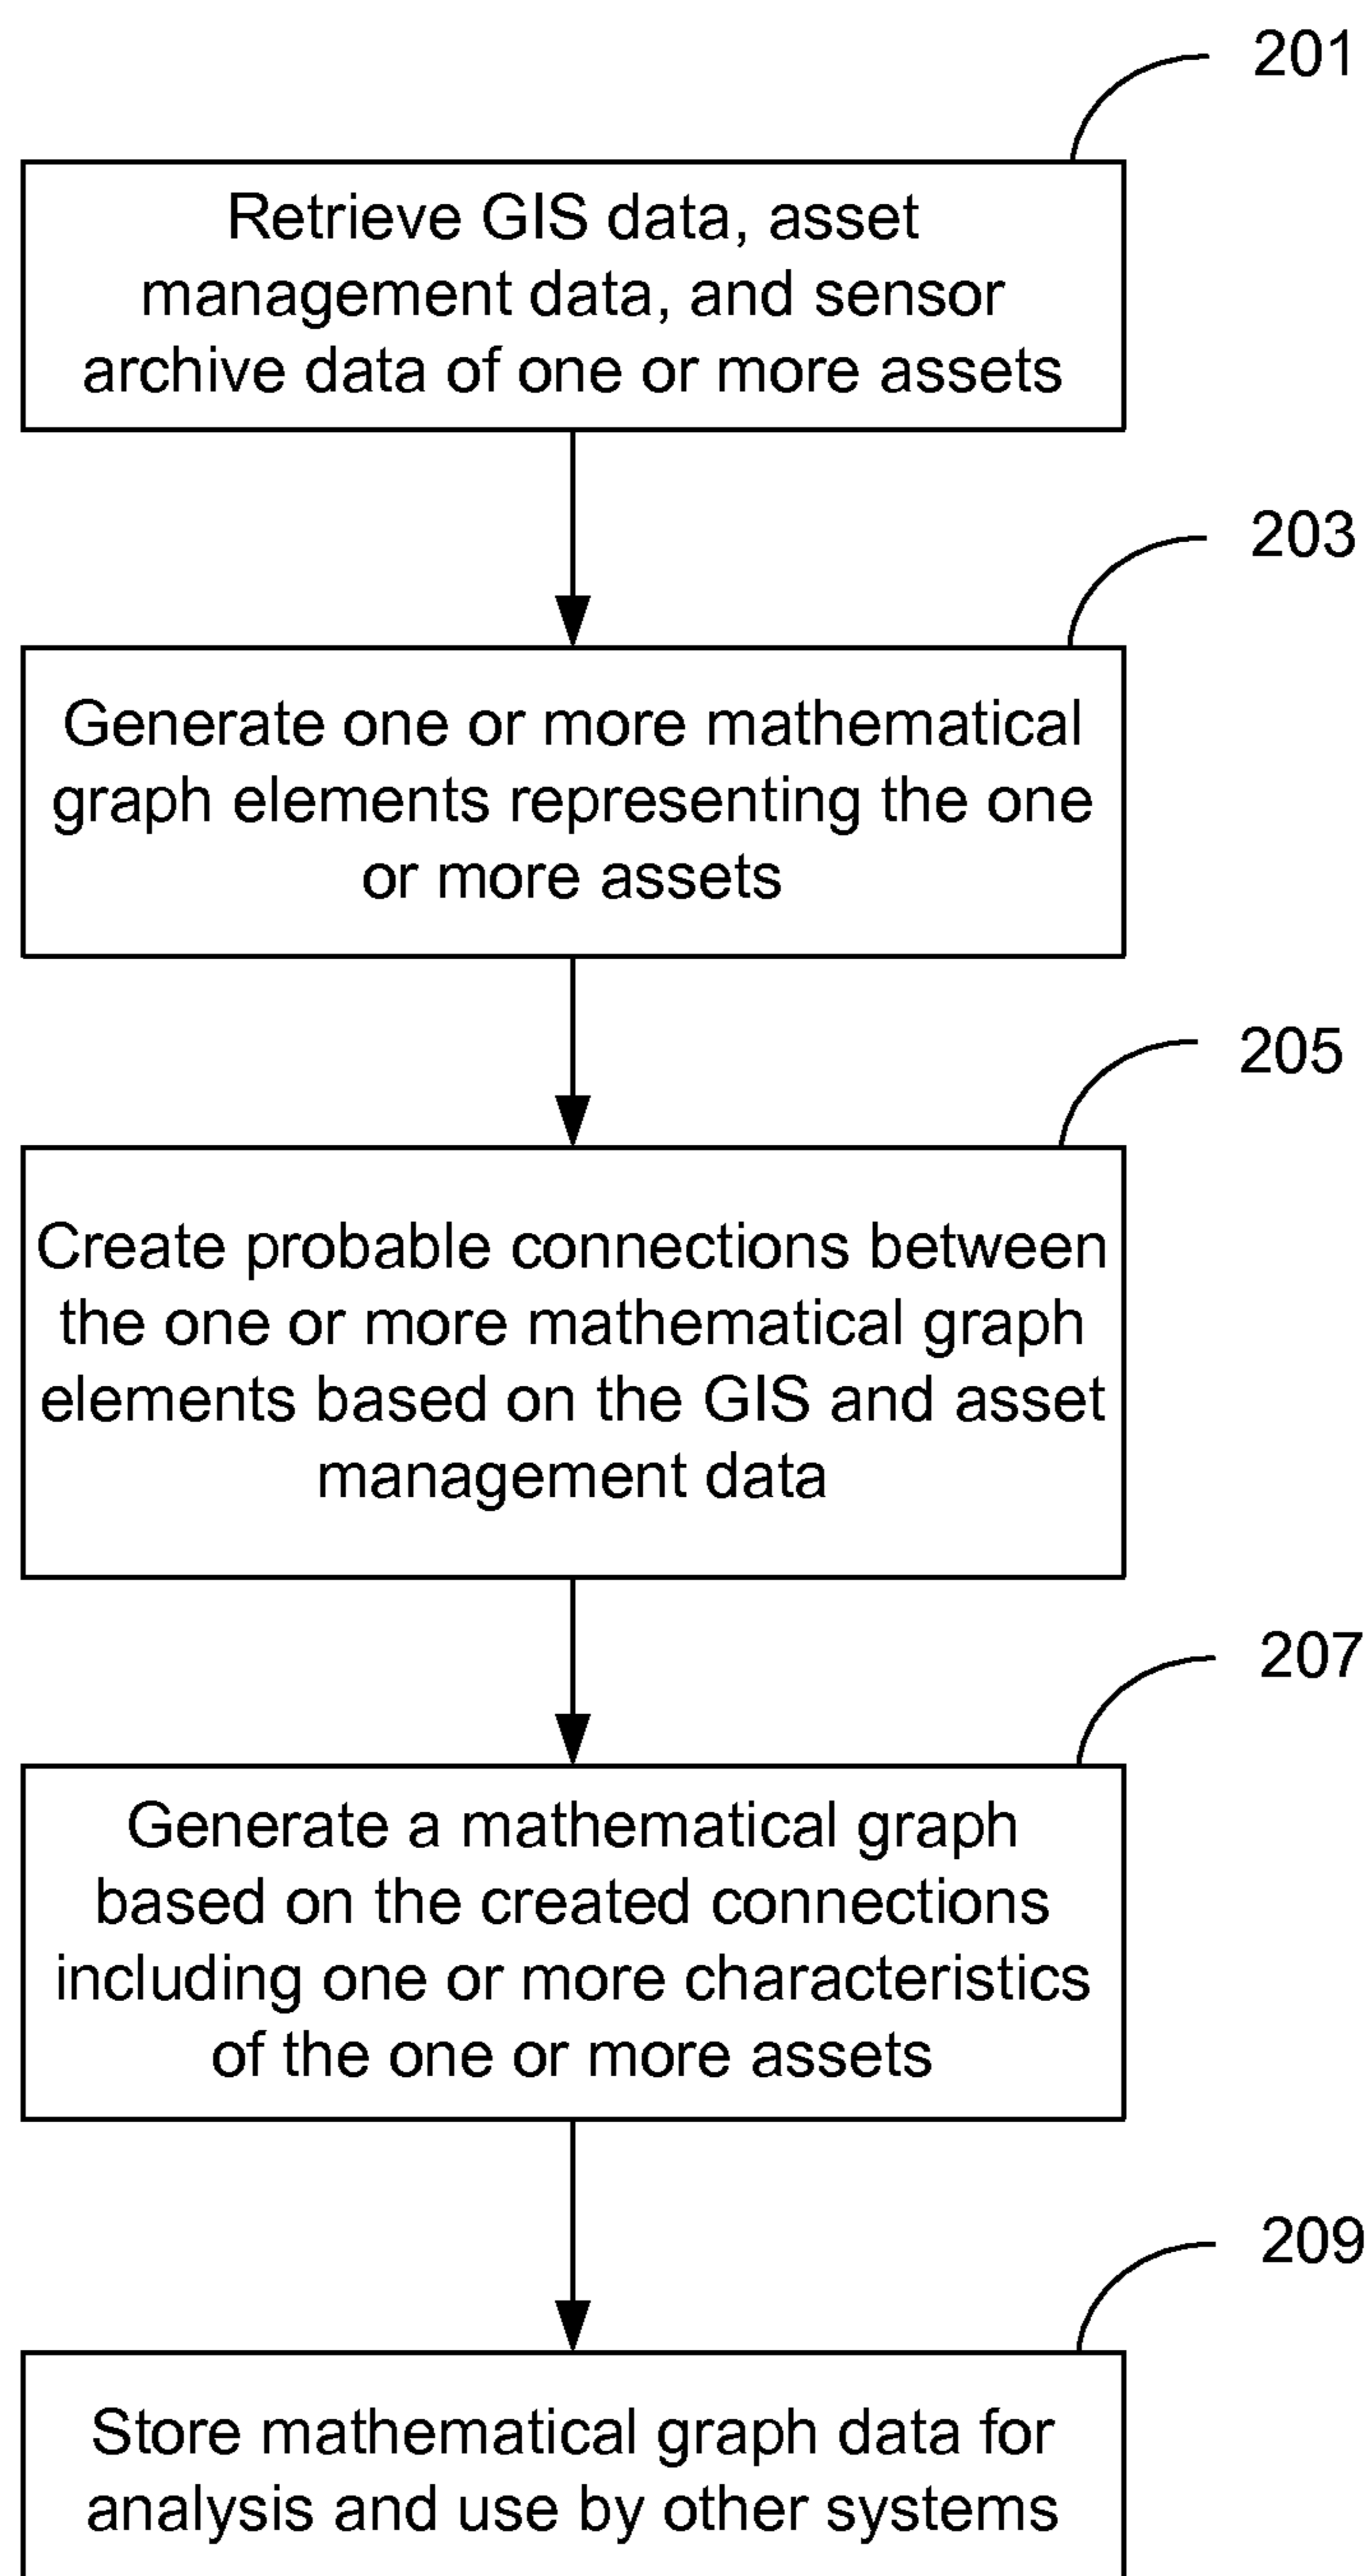 201
Retrieve GIS data, asset
management data, and sensor
archive data of one or more assets
203
Generate one or more mathematical
graph elements representing the one
or more assets
205
Create probable connections between
the one or more mathematical graph
elements based on the GIS and asset
management data
207
Generate a mathematical graph
based on the created connections
including one or more characteristics
of the one or more assets
209
Store mathematical graph data for
analysis and use by other systems